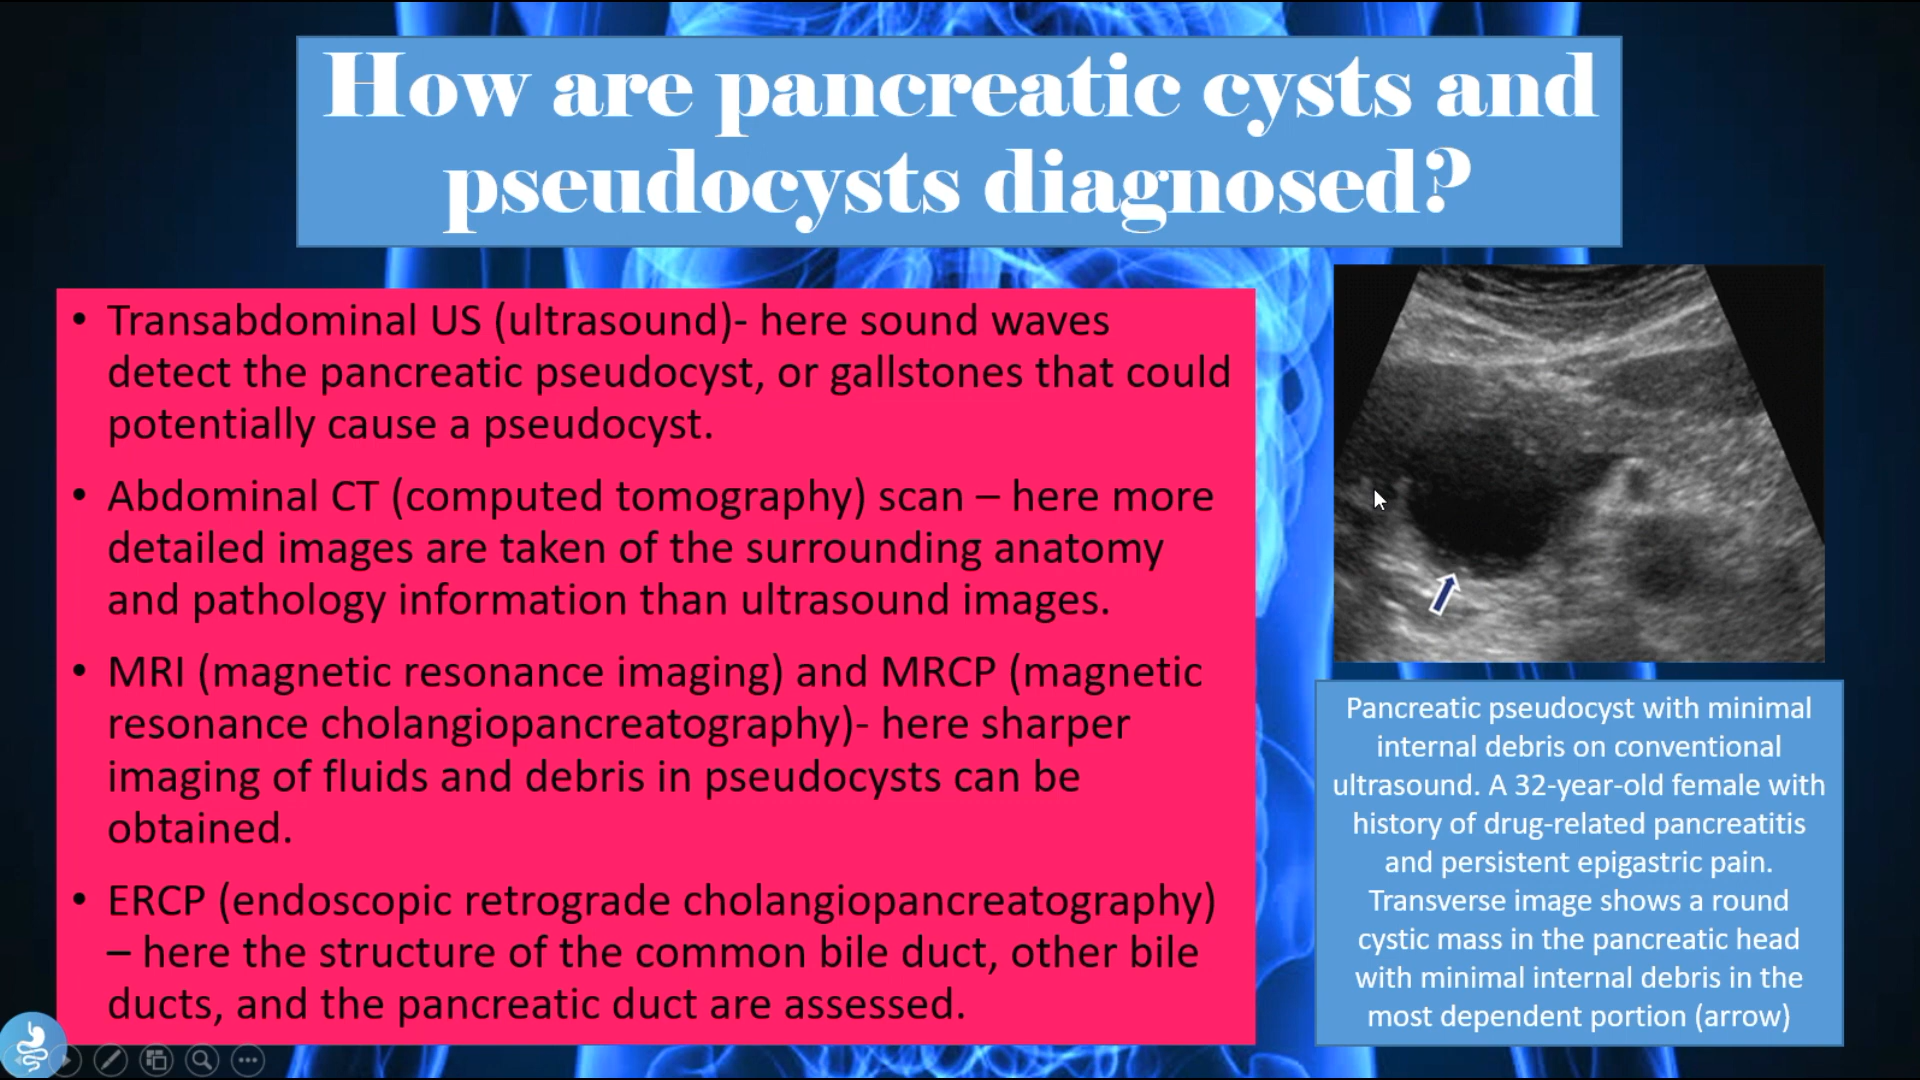 How are pancreatic cysts and
pseudocysts diagnosed?
• Transabdominal US (ultrasound)- here sound waves
detect the pancreatic pseudocyst, or gallstones that could
potentially cause a pseudocyst.
• Abdominal CT (computed tomography) scan – here more
detailed images are taken of the surrounding anatomy
and pathology information than ultrasound images.
• MRI (magnetic resonance imaging) and MRCP (magnetic
resonance cholangiopancreatography)- here sharper
imaging of fluids and debris in pseudocysts can be
obtained.
• ERCP (endoscopic retrograde cholangiopancreatography)
– here the structure of the common bile duct, other bile
ducts, and the pancreatic duct are assessed.
Pancreatic pseudocyst with minimal
internal debris on conventional
ultrasound. A 32-year-old female with
history of drug-related pancreatitis
and persistent epigastric pain.
Transverse image shows a round
cystic mass in the pancreatic head
with minimal internal debris in the
most dependent portion (arrow)